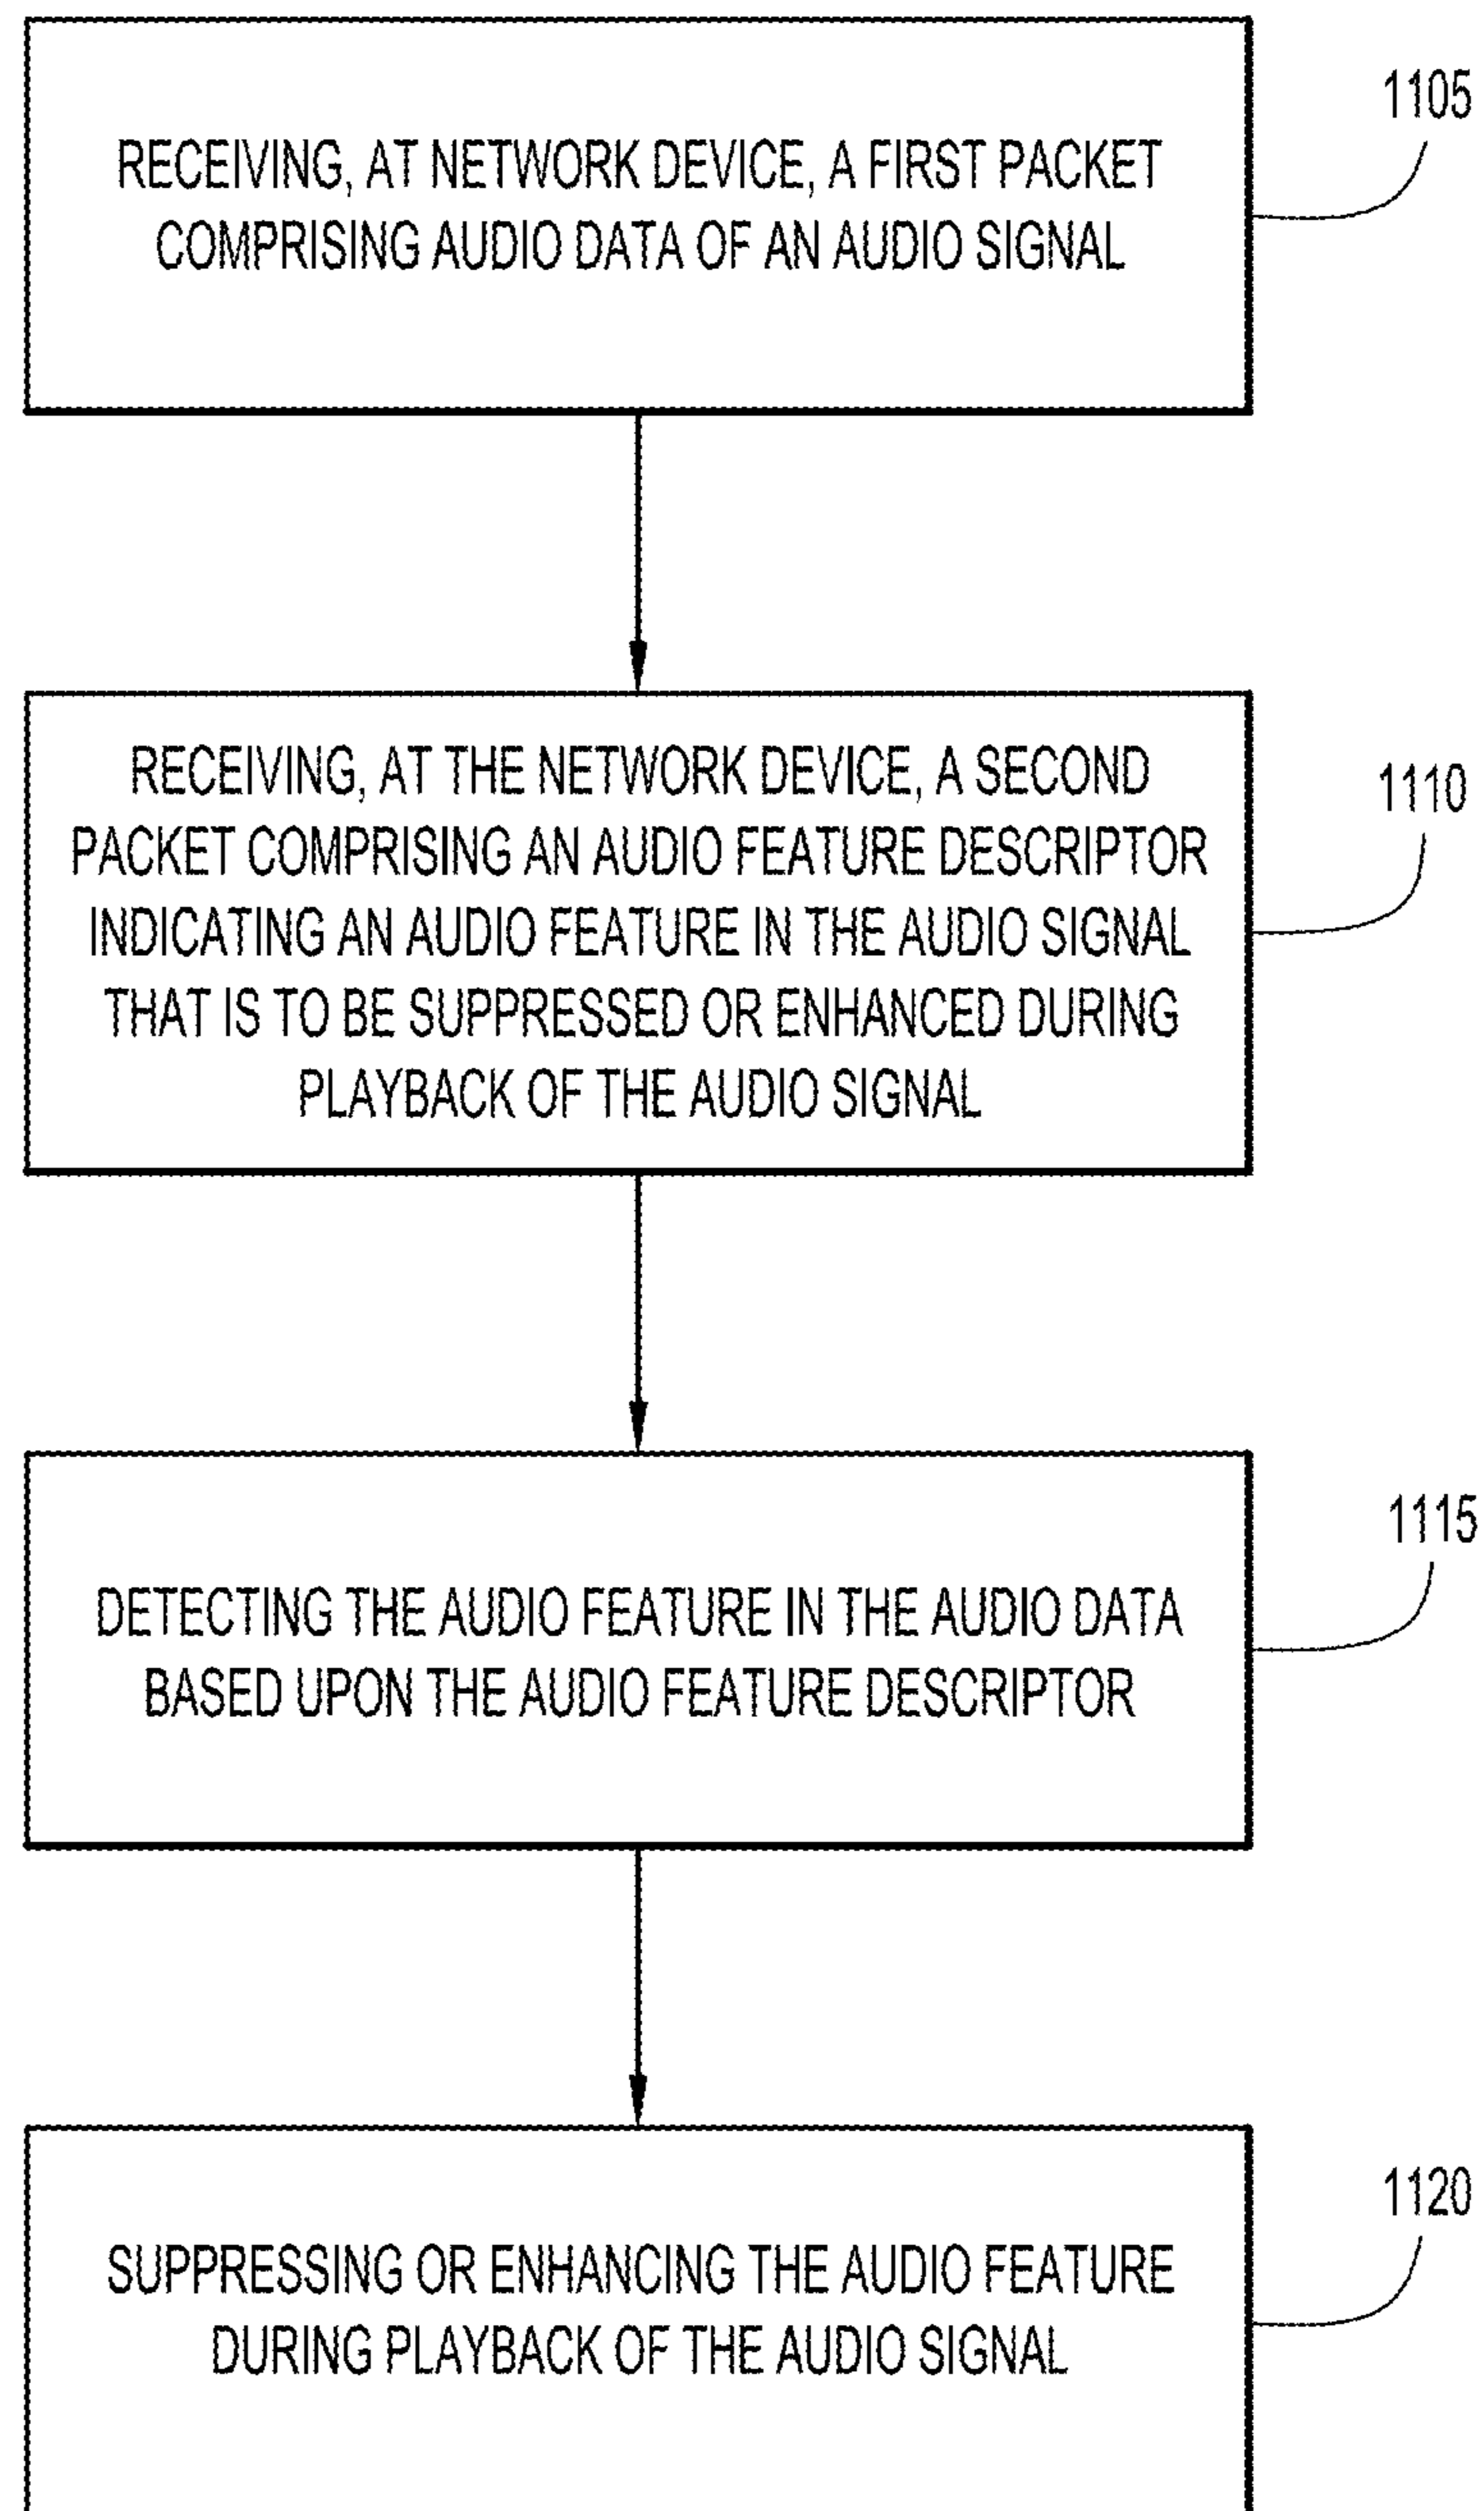 1105
RECEIVING, AT NETWORK DEVICE, A FIRST PACKET
COMPRISING AUDIO DATA OF AN AUDIO SIGNAL
1110
RECEIVING, AT THE NETWORK DEVICE, A SECOND
PACKET COMPRISING AN AUDIO FEATURE DESCRIPTOR
INDICATING AN AUDIO FEATURE IN THE AUDIO SIGNAL
THAT IS TO BE SUPPRESSED OR ENHANCED DURING
PLAYBACK OF THE AUDIO SIGNAL
1115
DETECTING THE AUDIO FEATURE IN THE AUDIO DATA
BASED UPON THE AUDIO FEATURE DESCRIPTOR
1120
SUPPRESSING OR ENHANCING THE AUDIO FEATURE
DURING PLAYBACK OF THE AUDIO SIGNAL